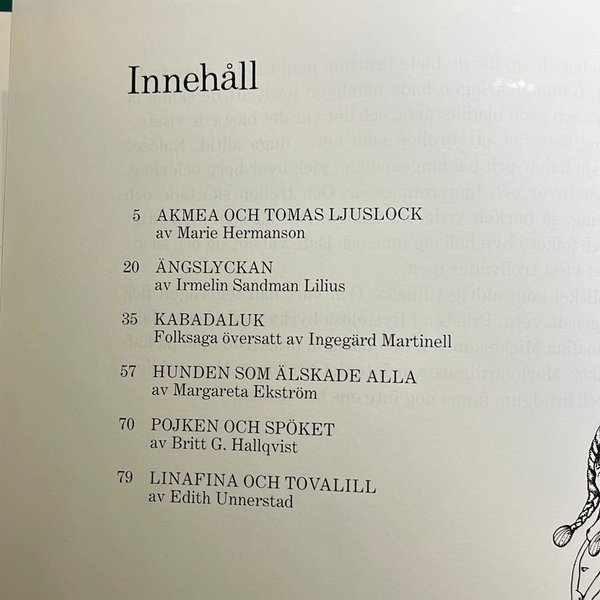 Innehåll
5 AKMEA OCH TOMAS LJUSLOCK
av Marie Hermanson
20 ÄNGSLYCKAN
av Irmelin Sandman Lilius
35 KABADALUK
Folksaga översatt av Ingegärd Martinell
57 HUNDEN SOM ÄLSKADE ALLA
av Margareta Ekström
70 POJKEN OCH SPÖKET
av Britt G. Hallqvist
79 LINAFINA OCH TOVALILL
av Edith Unnerstad